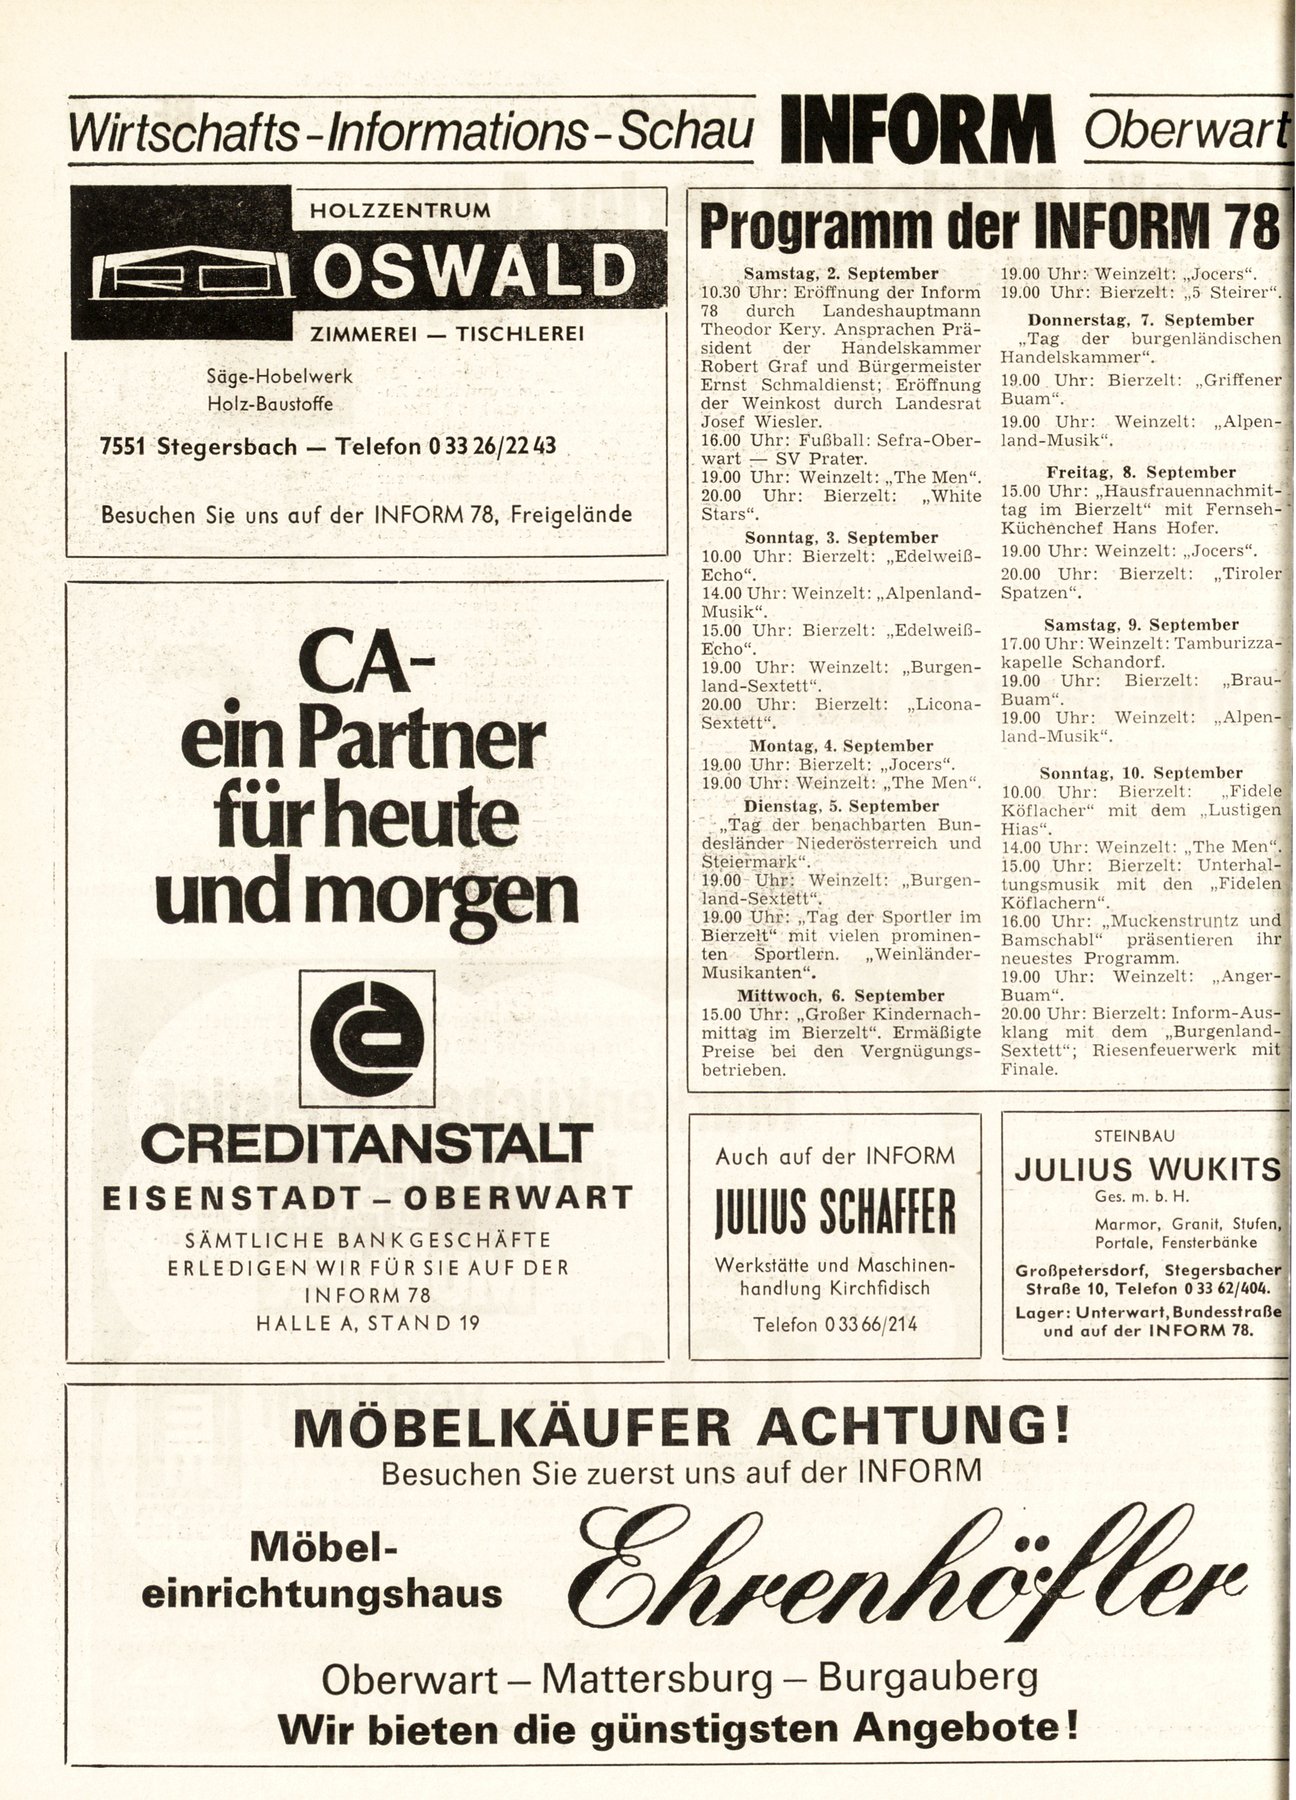 Wirtschafts-Informations-Schau INFORM Oberwart
HOLZZENTRUM
OSWALD
ZIMMEREI — TISCHLEREI
Säge-Hobelwerk
Holz-Baustoffe
7551 Stegersbach — Telefon 0 33 26/22 43
Besuchen Sie uns auf der INFORM 78, Freigelände
CA-
ein Partner
für heute
und morgen
CREDITANSTALT
EISENSTADT – OBERWART
SÄMTLICHE BANKGESCHÄFTE
ERLEDIGEN WIR FÜR SIE AUF DER
INFORM 78
HALLE A, STAND 19
Programm der INFORM 78
Samstag, 2. September
10.30 Uhr: Eröffnung der Inform
78 durch Landeshauptmann
Theodor Kery. Ansprachen Prä-
sident der Handelskammer
Robert Graf und Bürgermeister
Ernst Schmaldienst; Eröffnung
der Weinkost durch Landesrat
Josef Wiesler.
16.00 Uhr: Fußball: Sefra-Ober-
wart — SV Prater.
19.00 Uhr: Weinzelt: „The Men“.
20.00 Uhr: Bierzelt: „White
Stars“.
Sonntag, 3. September
10.00 Uhr: Bierzelt: „Edelweiß-
Echo“.
14.00 Uhr: Weinzelt: „Alpenland-
Musik“.
15.00 Uhr: Bierzelt: „Edelweiß-
Echo“.
19.00 Uhr: Weinzelt: „Burgen-
land-Sextett“.
20.00 Uhr: Bierzelt: „Licona-
Sextett“.
Montag, 4. September
19.00 Uhr: Bierzelt: „Jocers“.
19.00 Uhr: Weinzelt: „The Men“.
Dienstag, 5. September
„Tag der benachbarten Bun-
desländer Niederösterreich und
Steiermark“.
19.00 Uhr: Weinzelt: „Burgen-
land-Sextett“.
19.00 Uhr: „Tag der Sportler im
Bierzelt“ mit vielen prominen-
ten Sportlern. „Weinländer-
Musikanten“.
Mittwoch, 6. September
15.00 Uhr: „Großer Kindernach-
mittag im Bierzelt“. Ermäßigte
Preise bei den Vergnügungs-
betrieben.
19.00 Uhr: Weinzelt: „Jocers“.
19.00 Uhr: Bierzelt: „5 Steirer“.
Donnerstag, 7. September
„Tag der burgenländischen
Handelskammer“.
19.00 Uhr: Bierzelt: „Griffener
Buam“.
19.00 Uhr: Weinzelt: „Alpen-
land-Musik“.
Freitag, 8. September
15.00 Uhr: „Hausfrauennachmit-
tag im Bierzelt“ mit Fernseh-
Küchenchef Hans Hofer.
19.00 Uhr: Weinzelt: „Jocers“.
20.00 Uhr: Bierzelt: „Tiroler
Spatzen“.
Samstag, 9. September
17.00 Uhr: Weinzelt: Tamburizza-
kapelle Schandorf.
19.00 Uhr: Bierzelt: „Brau-
Buam“.
19.00 Uhr: Weinzelt: „Alpen-
land-Musik“.
Sonntag, 10. September
10.00 Uhr: Bierzelt: „Fidele
Köflacher“ mit dem „Lustigen
Hias“.
14.00 Uhr: Weinzelt: „The Men“.
15.00 Uhr: Bierzelt: Unterhal-
tungsmusik mit den „Fidelen
Köflachern“.
16.00 Uhr: „Muckenstruntz und
Bamschabl“ präsentieren ihr
neuestes Programm.
19.00 Uhr: Weinzelt: „Anger-
Buam“.
20.00 Uhr: Bierzelt: Inform-Aus-
klang mit dem „Burgenland-
Sextett“; Riesenfeuerwerk mit
Finale.
Auch auf der INFORM
JULIUS SCHAFFER
Werkstätte und Maschinen-
handlung Kirchfidisch
Telefon 0 33 66/214
STEINBAU
JULIUS WUKITS
Ges. m. b. H.
Marmor, Granit, Stufen,
Portale, Fensterbänke
Großpetersdorf, Stegersbacher
Straße 10, Telefon 0 33 62/404.
Lager: Unterwart, Bundesstraße
und auf der INFORM 78.
MÖBELKÄUFER ACHTUNG!
Besuchen Sie zuerst uns auf der INFORM
Möbel-
einrichtungshaus
Ehrenhöfler
Oberwart – Mattersburg – Burgauberg
Wir bieten die günstigsten Angebote!